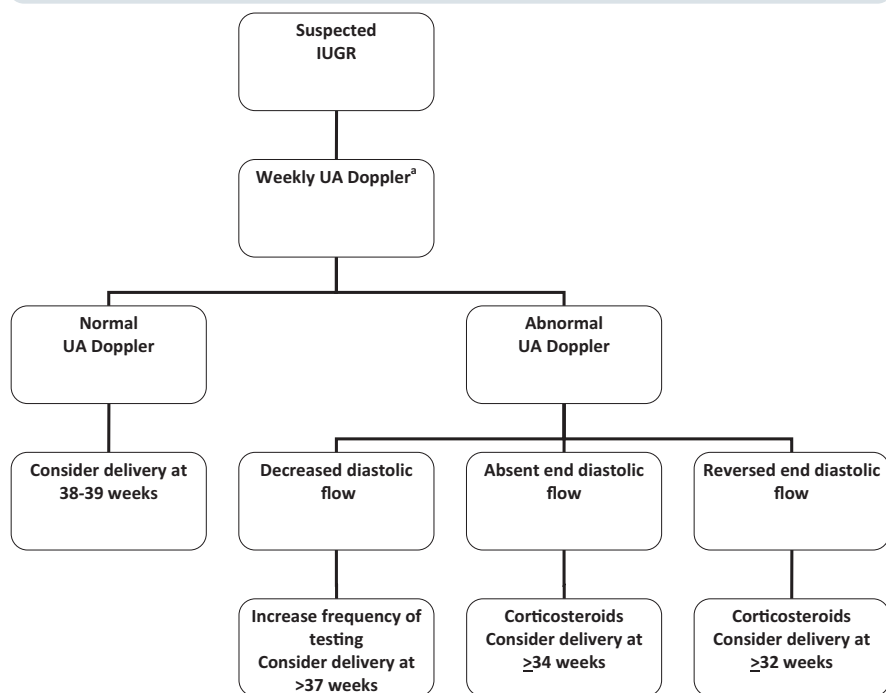 Suspected
IUGR
Weekly UA Dopplerᵃ
Normal
UA Doppler
Abnormal
UA Doppler
Consider delivery at
38-39 weeks
Decreased diastolic
flow
Absent end diastolic
flow
Reversed end diastolic
flow
Increase frequency of
testing
Consider delivery at
>37 weeks
Corticosteroids
Consider delivery at
≥34 weeks
Corticosteroids
Consider delivery at
≥32 weeks